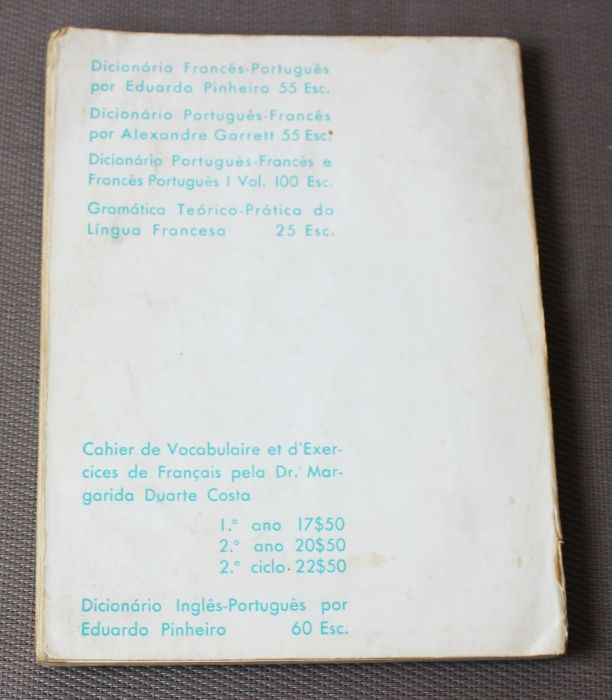 Dicionário Francês-Português
por Eduardo Pinheiro 55 Esc.
Dicionário Português-Francês
por Alexandre Garrett 55 Esc.
Dicionário Português-Francês e
Francês Português I Vol. 100 Esc.
Gramática Teórico-Prática da
Língua Francesa 25 Esc.
Cahier de Vocabulaire et d'Exer-
cices de Français pela Dr.ª Mar-
garida Duarte Costa
1.º ano 17$50
2.º ano 20$50
2.º ciclo 22$50
Dicionário Inglês-Português por
Eduardo Pinheiro 60 Esc.